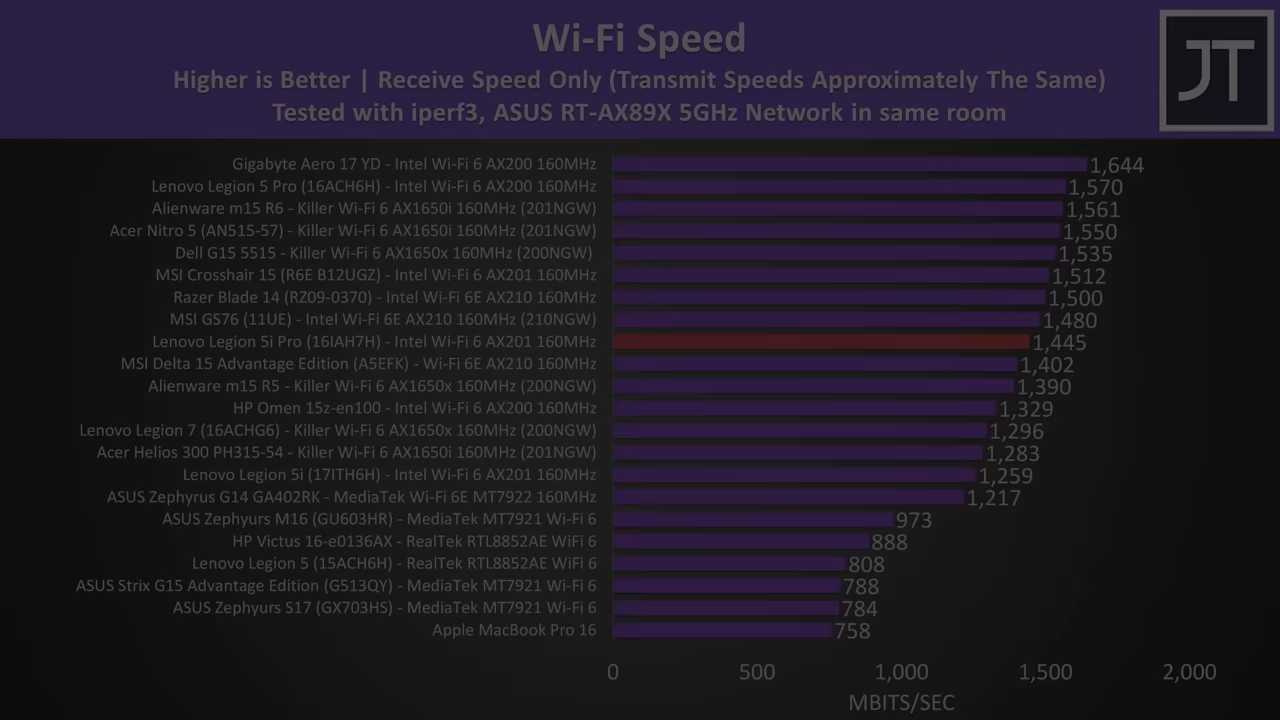 Wi-Fi Speed
JT
Higher is Better | Receive Speed Only (Transmit Speeds Approximately The Same)
Tested with iperf3, ASUS RT-AX89X 5GHz Network in same room
Gigabyte Aero 17 YD - Intel Wi-Fi 6 AX200 160MHz 1,644
Lenovo Legion 5 Pro (16ACH6H) - Intel Wi-Fi 6 AX200 160MHz 1,570
Alienware m15 R6 - Killer Wi-Fi 6 AX1650i 160MHz (201NGW) 1,561
Acer Nitro 5 (AN515-57) - Killer Wi-Fi 6 AX1650i 160MHz (201NGW) 1,550
Dell G15 5515 - Killer Wi-Fi 6 AX1650x 160MHz (200NGW) 1,535
MSI Crosshair 15 (R6E B12UGZ) - Intel Wi-Fi 6 AX201 160MHz 1,512
Razer Blade 14 (RZ09-0370) - Intel Wi-Fi 6E AX210 160MHz 1,500
MSI GS76 (11UE) - Intel Wi-Fi 6E AX210 160MHz (210NGW) 1,480
Lenovo Legion 5i Pro (16IAH7H) - Intel Wi-Fi 6 AX201 160MHz 1,445
MSI Delta 15 Advantage Edition (A5EFK) - Wi-Fi 6E AX210 160MHz 1,402
Alienware m15 R5 - Killer Wi-Fi 6 AX1650x 160MHz (200NGW) 1,390
HP Omen 15z-en100 - Intel Wi-Fi 6 AX200 160MHz 1,329
Lenovo Legion 7 (16ACHG6) - Killer Wi-Fi 6 AX1650x 160MHz (200NGW) 1,296
Acer Helios 300 PH315-54 - Killer Wi-Fi 6 AX1650i 160MHz (201NGW) 1,283
Lenovo Legion 5i (17ITH6H) - Intel Wi-Fi 6 AX201 160MHz 1,259
ASUS Zephyrus G14 GA402RK - MediaTek Wi-Fi 6E MT7922 160MHz 1,217
ASUS Zephyurs M16 (GU603HR) - MediaTek MT7921 Wi-Fi 6 973
HP Victus 16-e0136AX - RealTek RTL8852AE WiFi 6 888
Lenovo Legion 5 (15ACH6H) - RealTek RTL8852AE WiFi 6 808
ASUS Strix G15 Advantage Edition (G513QY) - MediaTek MT7921 Wi-Fi 6 788
ASUS Zephyurs S17 (GX703HS) - MediaTek MT7921 Wi-Fi 6 784
Apple MacBook Pro 16 758
0 500 1,000 1,500 2,000
MBITS/SEC